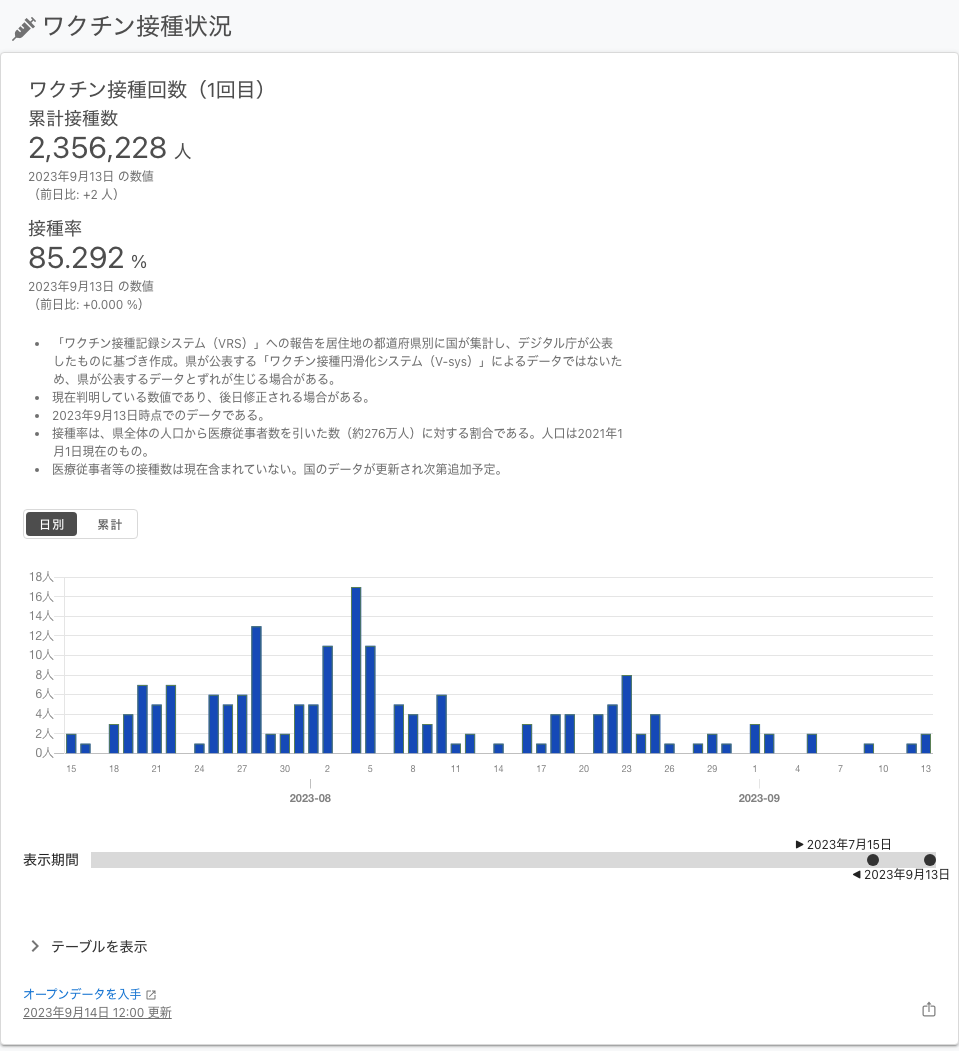 ワクチン接種状況
ワクチン接種回数（1回目）
累計接種数
2,356,228 人
2023年9月13日 の数値
（前日比: +2 人）
接種率
85.292 %
2023年9月13日 の数値
（前日比: +0.000 %）
• 「ワクチン接種記録システム（VRS）」への報告を居住地の都道府県別に国が集計し、デジタル庁が公表
したものに基づき作成。県が公表する「ワクチン接種円滑化システム（V-sys）」によるデータではないた
め、県が公表するデータとずれが生じる場合がある。
• 現在判明している数値であり、後日修正される場合がある。
• 2023年9月13日時点でのデータである。
• 接種率は、県全体の人口から医療従事者数を引いた数（約276万人）に対する割合である。人口は2021年1
月1日現在のもの。
• 医療従事者等の接種数は現在含まれていない。国のデータが更新され次第追加予定。
日別 累計
18人
16人
14人
12人
10人
8人
6人
4人
2人
0人
15 18 21 24 27 30 2 5 8 11 14 17 20 23 26 29 1 4 7 10 13
2023-08 2023-09
▶ 2023年7月15日
表示期間
◀ 2023年9月13日
テーブルを表示
オープンデータを入手
2023年9月14日 12:00 更新